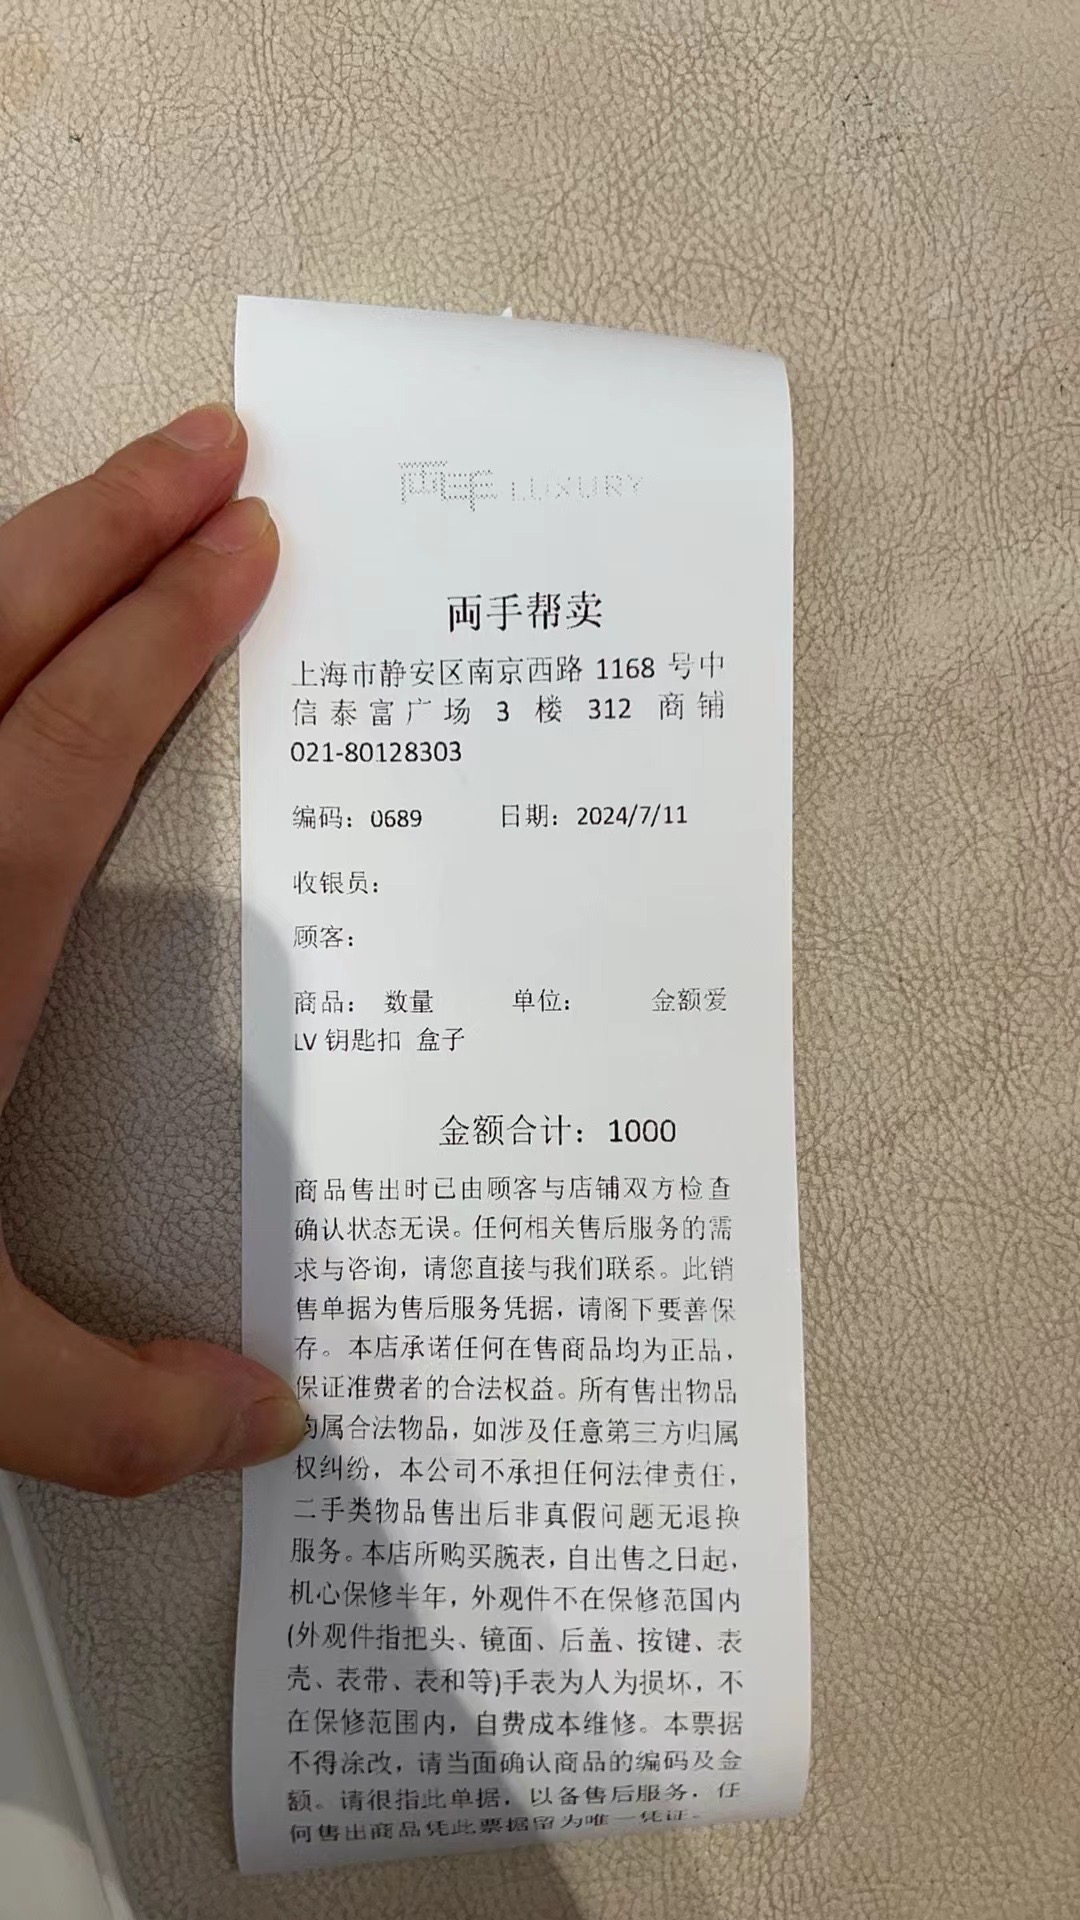 両手 LUXURY
両手帮卖
上海市静安区南京西路 1168 号中
信泰富广场 3 楼 312 商铺
021-80128303
编码：0689 日期：2024/7/11
收银员：
顾客：
商品： 数量 单位： 金额爱
LV 钥匙扣 盒子
金额合计：1000
商品售出时已由顾客与店铺双方检查
确认状态无误。任何相关售后服务的需
求与咨询，请您直接与我们联系。此销
售单据为售后服务凭据，请阁下要善保
存。本店承诺任何在售商品均为正品，
保证准费者的合法权益。所有售出物品
均属合法物品，如涉及任意第三方归属
权纠纷，本公司不承担任何法律责任，
二手类物品售出后非真假问题无退换
服务。本店所购买腕表，自出售之日起，
机心保修半年，外观件不在保修范围内
(外观件指把头、镜面、后盖、按键、表
壳、表带、表和等)手表为人为损坏，不
在保修范围内，自费成本维修。本票据
不得涂改，请当面确认商品的编码及金
额。请很指此单据，以备售后服务．任
何售出商品凭此票据留为唯一凭证。